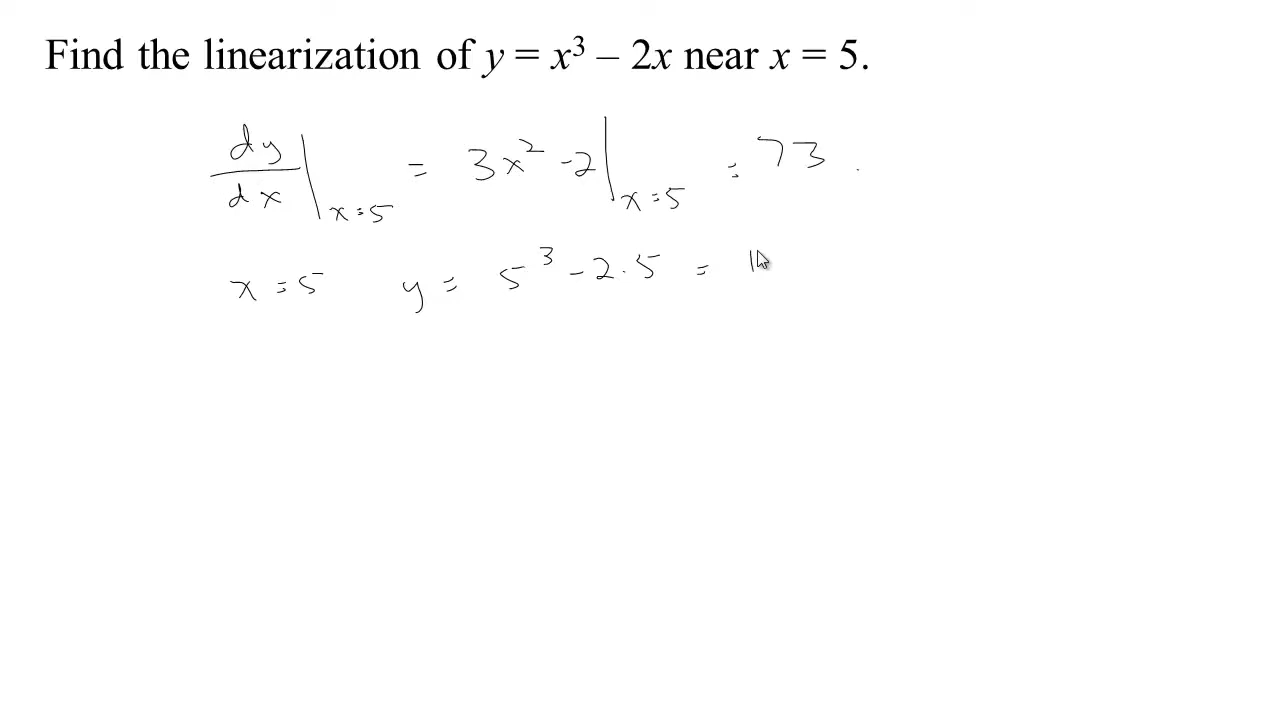 Find the linearization of y = x³ – 2x near x = 5.
dy/dx |x=5 = 3x² - 2 |x=5 = 73.
x = 5 y = 5³ - 2.5 =